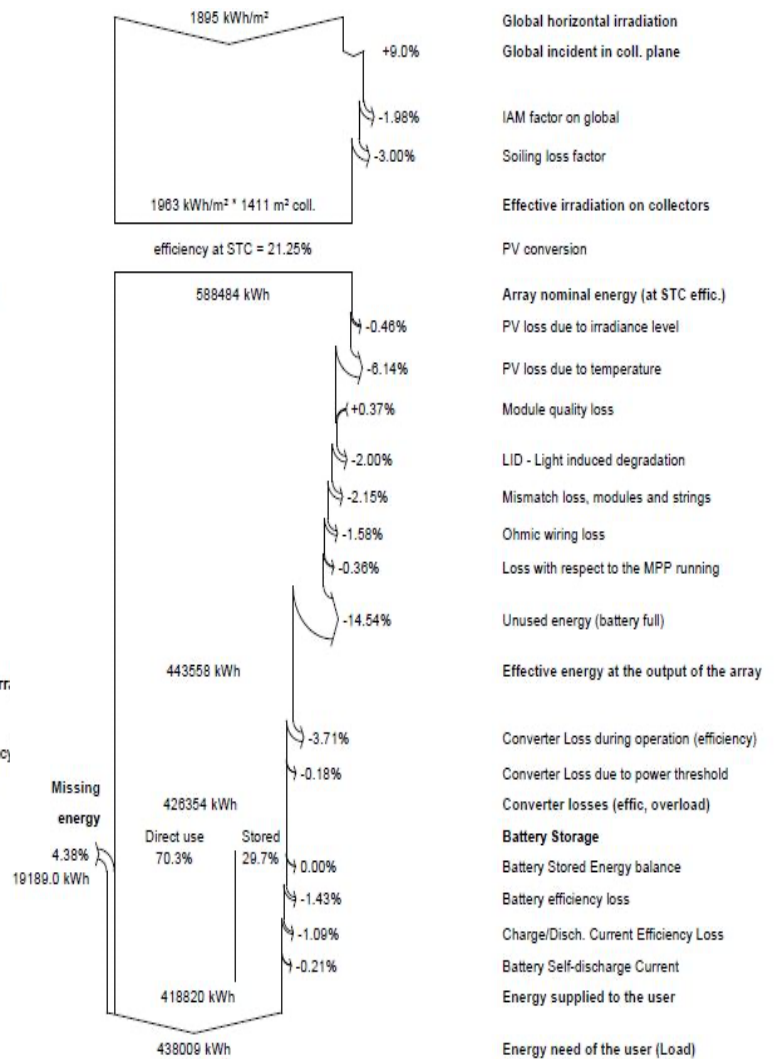 1895 kWh/m² Global horizontal irradiation
+9.0% Global incident in coll. plane
-1.98% IAM factor on global
-3.00% Soiling loss factor
1963 kWh/m² * 1411 m² coll. Effective irradiation on collectors
efficiency at STC = 21.25% PV conversion
588484 kWh Array nominal energy (at STC effic.)
-0.46% PV loss due to irradiance level
-6.14% PV loss due to temperature
+0.37% Module quality loss
-2.00% LID - Light induced degradation
-2.15% Mismatch loss, modules and strings
-1.58% Ohmic wiring loss
-0.36% Loss with respect to the MPP running
-14.54% Unused energy (battery full)
443558 kWh Effective energy at the output of the array
-3.71% Converter Loss during operation (efficiency)
-0.18% Converter Loss due to power threshold
Missing
energy
426354 kWh Converter losses (effic, overload)
Direct use Stored Battery Storage
4.38% 70.3% 29.7% 0.00% Battery Stored Energy balance
19189.0 kWh
-1.43% Battery efficiency loss
-1.09% Charge/Disch. Current Efficiency Loss
-0.21% Battery Self-discharge Current
418820 kWh Energy supplied to the user
438009 kWh Energy need of the user (Load)